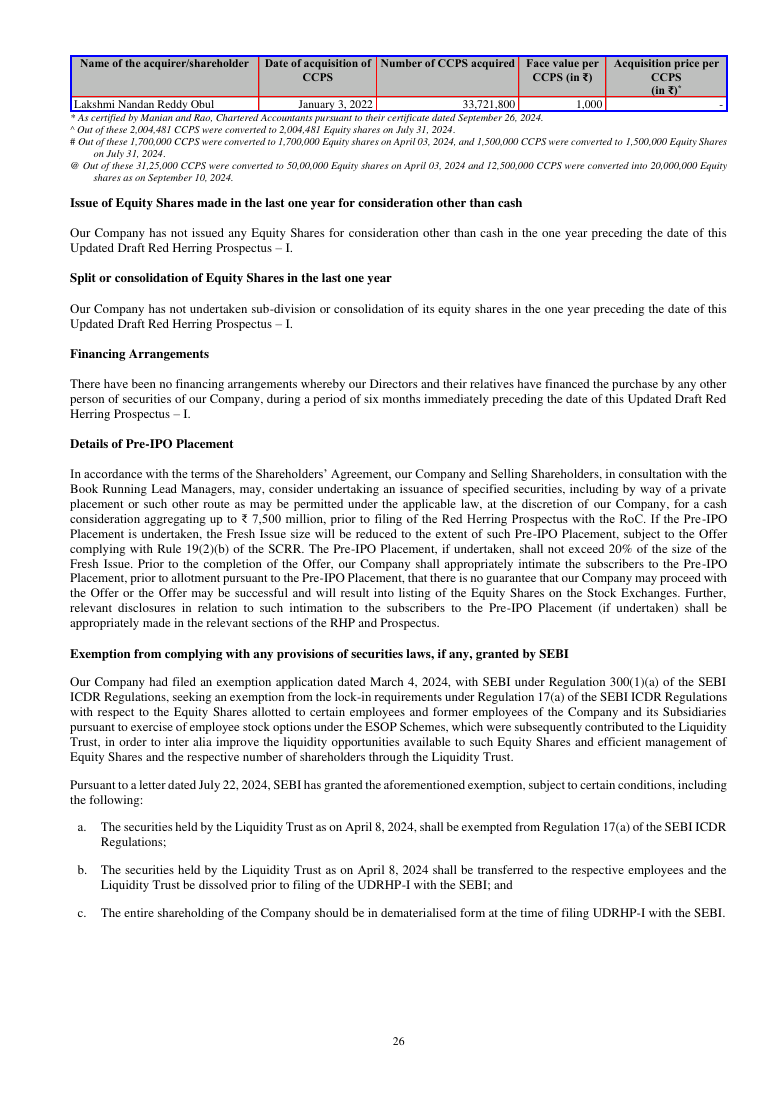 Name of the acquirer/shareholder Date of acquisition of Number of CCPS acquired Face value per Acquisition price per
CCPS CCPS (in ₹) CCPS
(in ₹)*
Lakshmi Nandan Reddy Obul January 3, 2022 33,721,800 1,000 -
* As certified by Manian and Rao, Chartered Accountants pursuant to their certificate dated September 26, 2024.
^ Out of these 2,004,481 CCPS were converted to 2,004,481 Equity shares on July 31, 2024.
# Out of these 1,700,000 CCPS were converted to 1,700,000 Equity shares on April 03, 2024, and 1,500,000 CCPS were converted to 1,500,000 Equity Shares
on July 31, 2024.
@ Out of these 31,25,000 CCPS were converted to 50,00,000 Equity shares on April 03, 2024 and 12,500,000 CCPS were converted into 20,000,000 Equity
shares as on September 10, 2024.
Issue of Equity Shares made in the last one year for consideration other than cash
Our Company has not issued any Equity Shares for consideration other than cash in the one year preceding the date of this
Updated Draft Red Herring Prospectus – I.
Split or consolidation of Equity Shares in the last one year
Our Company has not undertaken sub-division or consolidation of its equity shares in the one year preceding the date of this
Updated Draft Red Herring Prospectus – I.
Financing Arrangements
There have been no financing arrangements whereby our Directors and their relatives have financed the purchase by any other
person of securities of our Company, during a period of six months immediately preceding the date of this Updated Draft Red
Herring Prospectus – I.
Details of Pre-IPO Placement
In accordance with the terms of the Shareholders' Agreement, our Company and Selling Shareholders, in consultation with the
Book Running Lead Managers, may, consider undertaking an issuance of specified securities, including by way of a private
placement or such other route as may be permitted under the applicable law, at the discretion of our Company, for a cash
consideration aggregating up to ₹ 7,500 million, prior to filing of the Red Herring Prospectus with the RoC. If the Pre-IPO
Placement is undertaken, the Fresh Issue size will be reduced to the extent of such Pre-IPO Placement, subject to the Offer
complying with Rule 19(2)(b) of the SCRR. The Pre-IPO Placement, if undertaken, shall not exceed 20% of the size of the
Fresh Issue. Prior to the completion of the Offer, our Company shall appropriately intimate the subscribers to the Pre-IPO
Placement, prior to allotment pursuant to the Pre-IPO Placement, that there is no guarantee that our Company may proceed with
the Offer or the Offer may be successful and will result into listing of the Equity Shares on the Stock Exchanges. Further,
relevant disclosures in relation to such intimation to the subscribers to the Pre-IPO Placement (if undertaken) shall be
appropriately made in the relevant sections of the RHP and Prospectus.
Exemption from complying with any provisions of securities laws, if any, granted by SEBI
Our Company had filed an exemption application dated March 4, 2024, with SEBI under Regulation 300(1)(a) of the SEBI
ICDR Regulations, seeking an exemption from the lock-in requirements under Regulation 17(a) of the SEBI ICDR Regulations
with respect to the Equity Shares allotted to certain employees and former employees of the Company and its Subsidiaries
pursuant to exercise of employee stock options under the ESOP Schemes, which were subsequently contributed to the Liquidity
Trust, in order to inter alia improve the liquidity opportunities available to such Equity Shares and efficient management of
Equity Shares and the respective number of shareholders through the Liquidity Trust.
Pursuant to a letter dated July 22, 2024, SEBI has granted the aforementioned exemption, subject to certain conditions, including
the following:
a. The securities held by the Liquidity Trust as on April 8, 2024, shall be exempted from Regulation 17(a) of the SEBI ICDR
Regulations;
b. The securities held by the Liquidity Trust as on April 8, 2024 shall be transferred to the respective employees and the
Liquidity Trust be dissolved prior to filing of the UDRHP-I with the SEBI; and
c. The entire shareholding of the Company should be in dematerialised form at the time of filing UDRHP-I with the SEBI.
26